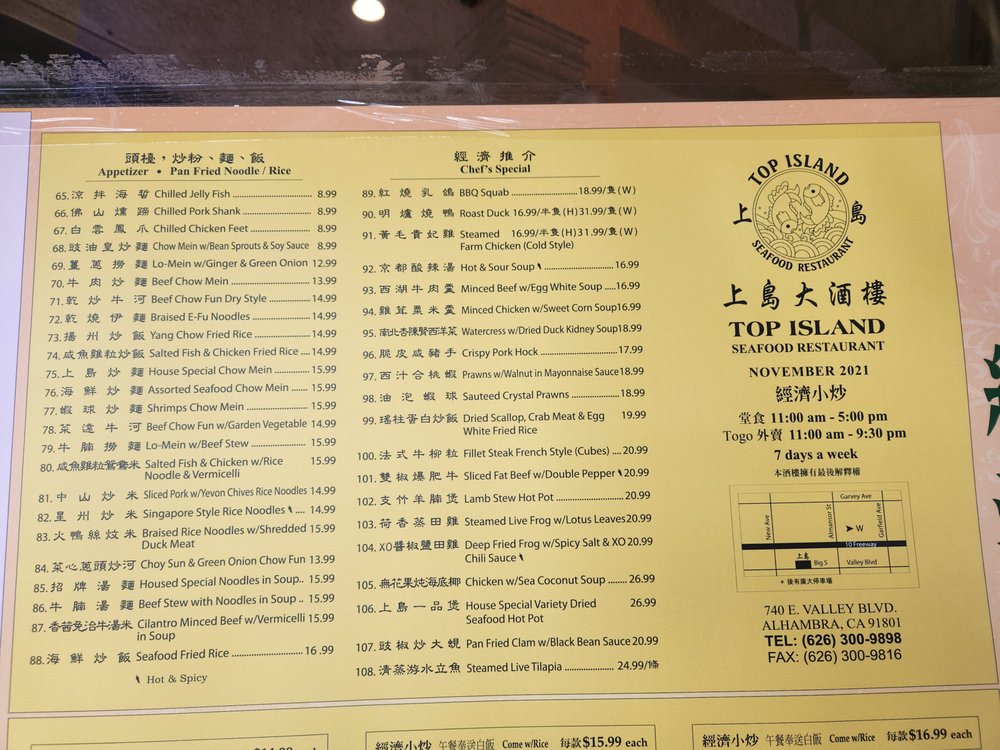 頭檯，炒粉、麵、飯
Appetizer • Pan Fried Noodle / Rice
65. 涼拌海蜇 Chilled Jelly Fish 8.99
66. 佛山燻蹄 Chilled Pork Shank 8.99
67. 白雲鳳爪 Chilled Chicken Feet 8.99
68. 豉油皇炒麵 Chow Mein w/Bean Sprouts & Soy Sauce 8.99
69. 薑蔥撈麵 Lo-Mein w/Ginger & Green Onion 12.99
70. 牛肉炒麵 Beef Chow Mein 13.99
71. 乾炒牛河 Beef Chow Fun Dry Style 14.99
72. 乾燒伊麵 Braised E-Fu Noodles 14.99
73. 揚州炒飯 Yang Chow Fried Rice 14.99
74. 咸魚雞粒炒飯 Salted Fish & Chicken Fried Rice 14.99
75. 上島炒麵 House Special Chow Mein 15.99
76. 海鮮炒麵 Assorted Seafood Chow Mein 15.99
77. 蝦球炒麵 Shrimps Chow Mein 15.99
78. 菜遠牛河 Beef Chow Fun w/Garden Vegetable 14.99
79. 牛腩撈麵 Lo-Mein w/Beef Stew 15.99
80. 咸魚雞粒鴛鴦米 Salted Fish & Chicken w/Rice 15.99
Noodle & Vermicelli
81. 中山炒米 Sliced Pork w/Yevon Chives Rice Noodles 14.99
82. 星州炒米 Singapore Style Rice Noodles 14.99
83. 火鴨絲炆米 Braised Rice Noodles w/Shredded 15.99
Duck Meat
84. 菜心蔥頭炒河 Choy Sun & Green Onion Chow Fun 13.99
85. 招牌湯麵 Housed Special Noodles in Soup.. 15.99
86. 牛腩湯麵 Beef Stew with Noodles in Soup .. 15.99
87. 香茜免治牛湯米 Cilantro Minced Beef w/Vermicelli 15.99
in Soup
88. 海鮮炒飯 Seafood Fried Rice 16.99
Hot & Spicy
經濟推介
Chef's Special
89. 紅燒乳鴿 BBQ Squab 18.99/隻(W)
90. 明爐燒鴨 Roast Duck 16.99/半隻(H)31.99/隻(W)
91. 黃毛貴妃雞 Steamed 16.99/半隻(H)31.99/隻(W)
Farm Chicken (Cold Style)
92. 京都酸辣湯 Hot & Sour Soup 16.99
93. 西湖牛肉羹 Minced Beef w/Egg White Soup 16.99
94. 雞茸粟米羹 Minced Chicken w/Sweet Corn Soup 16.99
95. 南北杏陳腎西洋菜 Watercress w/Dried Duck Kidney Soup 18.99
96. 脆皮咸豬手 Crispy Pork Hock 17.99
97. 西汁合桃蝦 Prawns w/Walnut in Mayonnaise Sauce 18.99
98. 油泡蝦球 Sauteed Crystal Prawns 18.99
99. 瑤柱蛋白炒飯 Dried Scallop, Crab Meat & Egg 19.99
White Fried Rice
100. 法式牛柳粒 Fillet Steak French Style (Cubes) 20.99
101. 雙椒爆肥牛 Sliced Fat Beef w/Double Pepper 20.99
102. 支竹羊腩煲 Lamb Stew Hot Pot 20.99
103. 荷香蒸田雞 Steamed Live Frog w/Lotus Leaves 20.99
104. XO醬椒鹽田雞 Deep Fried Frog w/Spicy Salt & XO 20.99
Chili Sauce
105. 無花果炖海底椰 Chicken w/Sea Coconut Soup 26.99
106. 上島一品煲 House Special Variety Dried 26.99
Seafood Hot Pot
107. 豉椒炒大蜆 Pan Fried Clam w/Black Bean Sauce 20.99
108. 清蒸游水立魚 Steamed Live Tilapia 24.99/條
TOP ISLAND
上島
SEAFOOD RESTAURANT
上島大酒樓
TOP ISLAND
SEAFOOD RESTAURANT
NOVEMBER 2021
經濟小炒
堂食 11:00 am - 5:00 pm
Togo 外賣 11:00 am - 9:30 pm
7 days a week
本酒樓擁有最後解釋權
Garvey Ave
New Ave
Almansor St
Garfield Ave
W
10 Freeway
上島
Big 5
Valley Blvd
* 後有廣大停車場
740 E. VALLEY BLVD.
ALHAMBRA, CA 91801
TEL: (626) 300-9898
FAX: (626) 300-9816
經濟小炒 午餐奉送白飯 Come w/Rice 每款$15.99 each
經濟小炒 午餐奉送白飯 Come w/Rice 每款$16.99 each